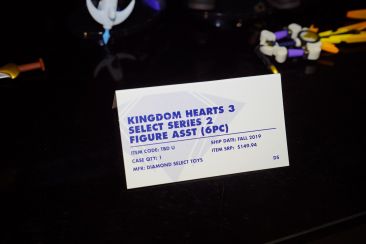 KINGDOM HEARTS 3
SELECT SERIES 2
FIGURE ASST (6PC)
ITEM CODE: TBD U SHIP DATE: FALL 2019
CASE QTY: 1 ITEM SRP: $149.94
MFR: DIAMOND SELECT TOYS DS